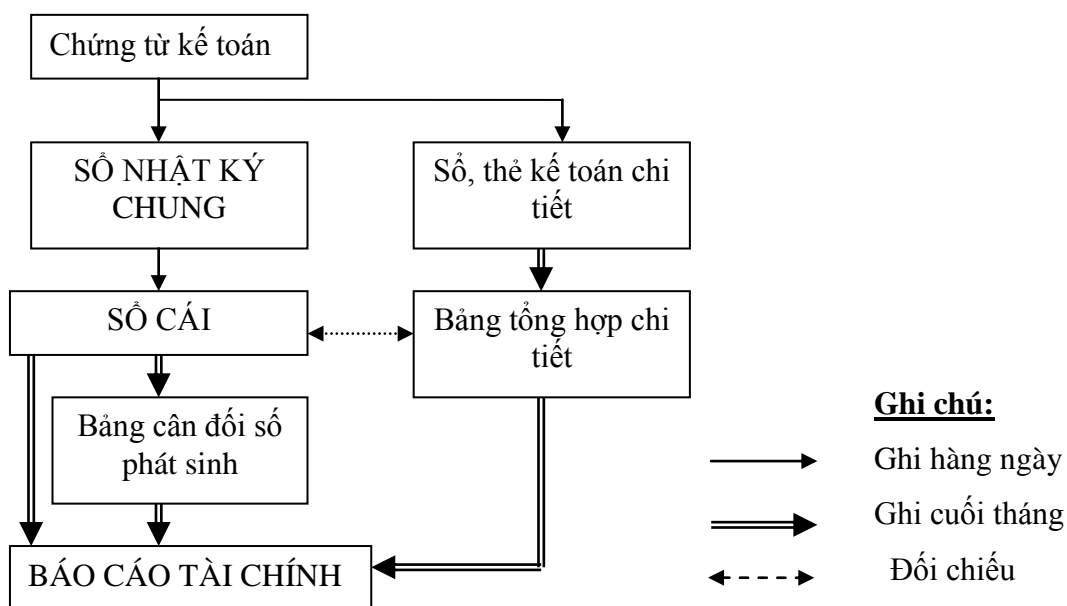 Chứng từ kế toán
SỔ NHẬT KÝ
CHUNG
Sổ, thẻ kế toán chi
tiết
SỔ CÁI
Bảng tổng hợp chi
tiết
Bảng cân đối số
phát sinh
BÁO CÁO TÀI CHÍNH
Ghi chú:
Ghi hàng ngày
Ghi cuối tháng
Đối chiếu